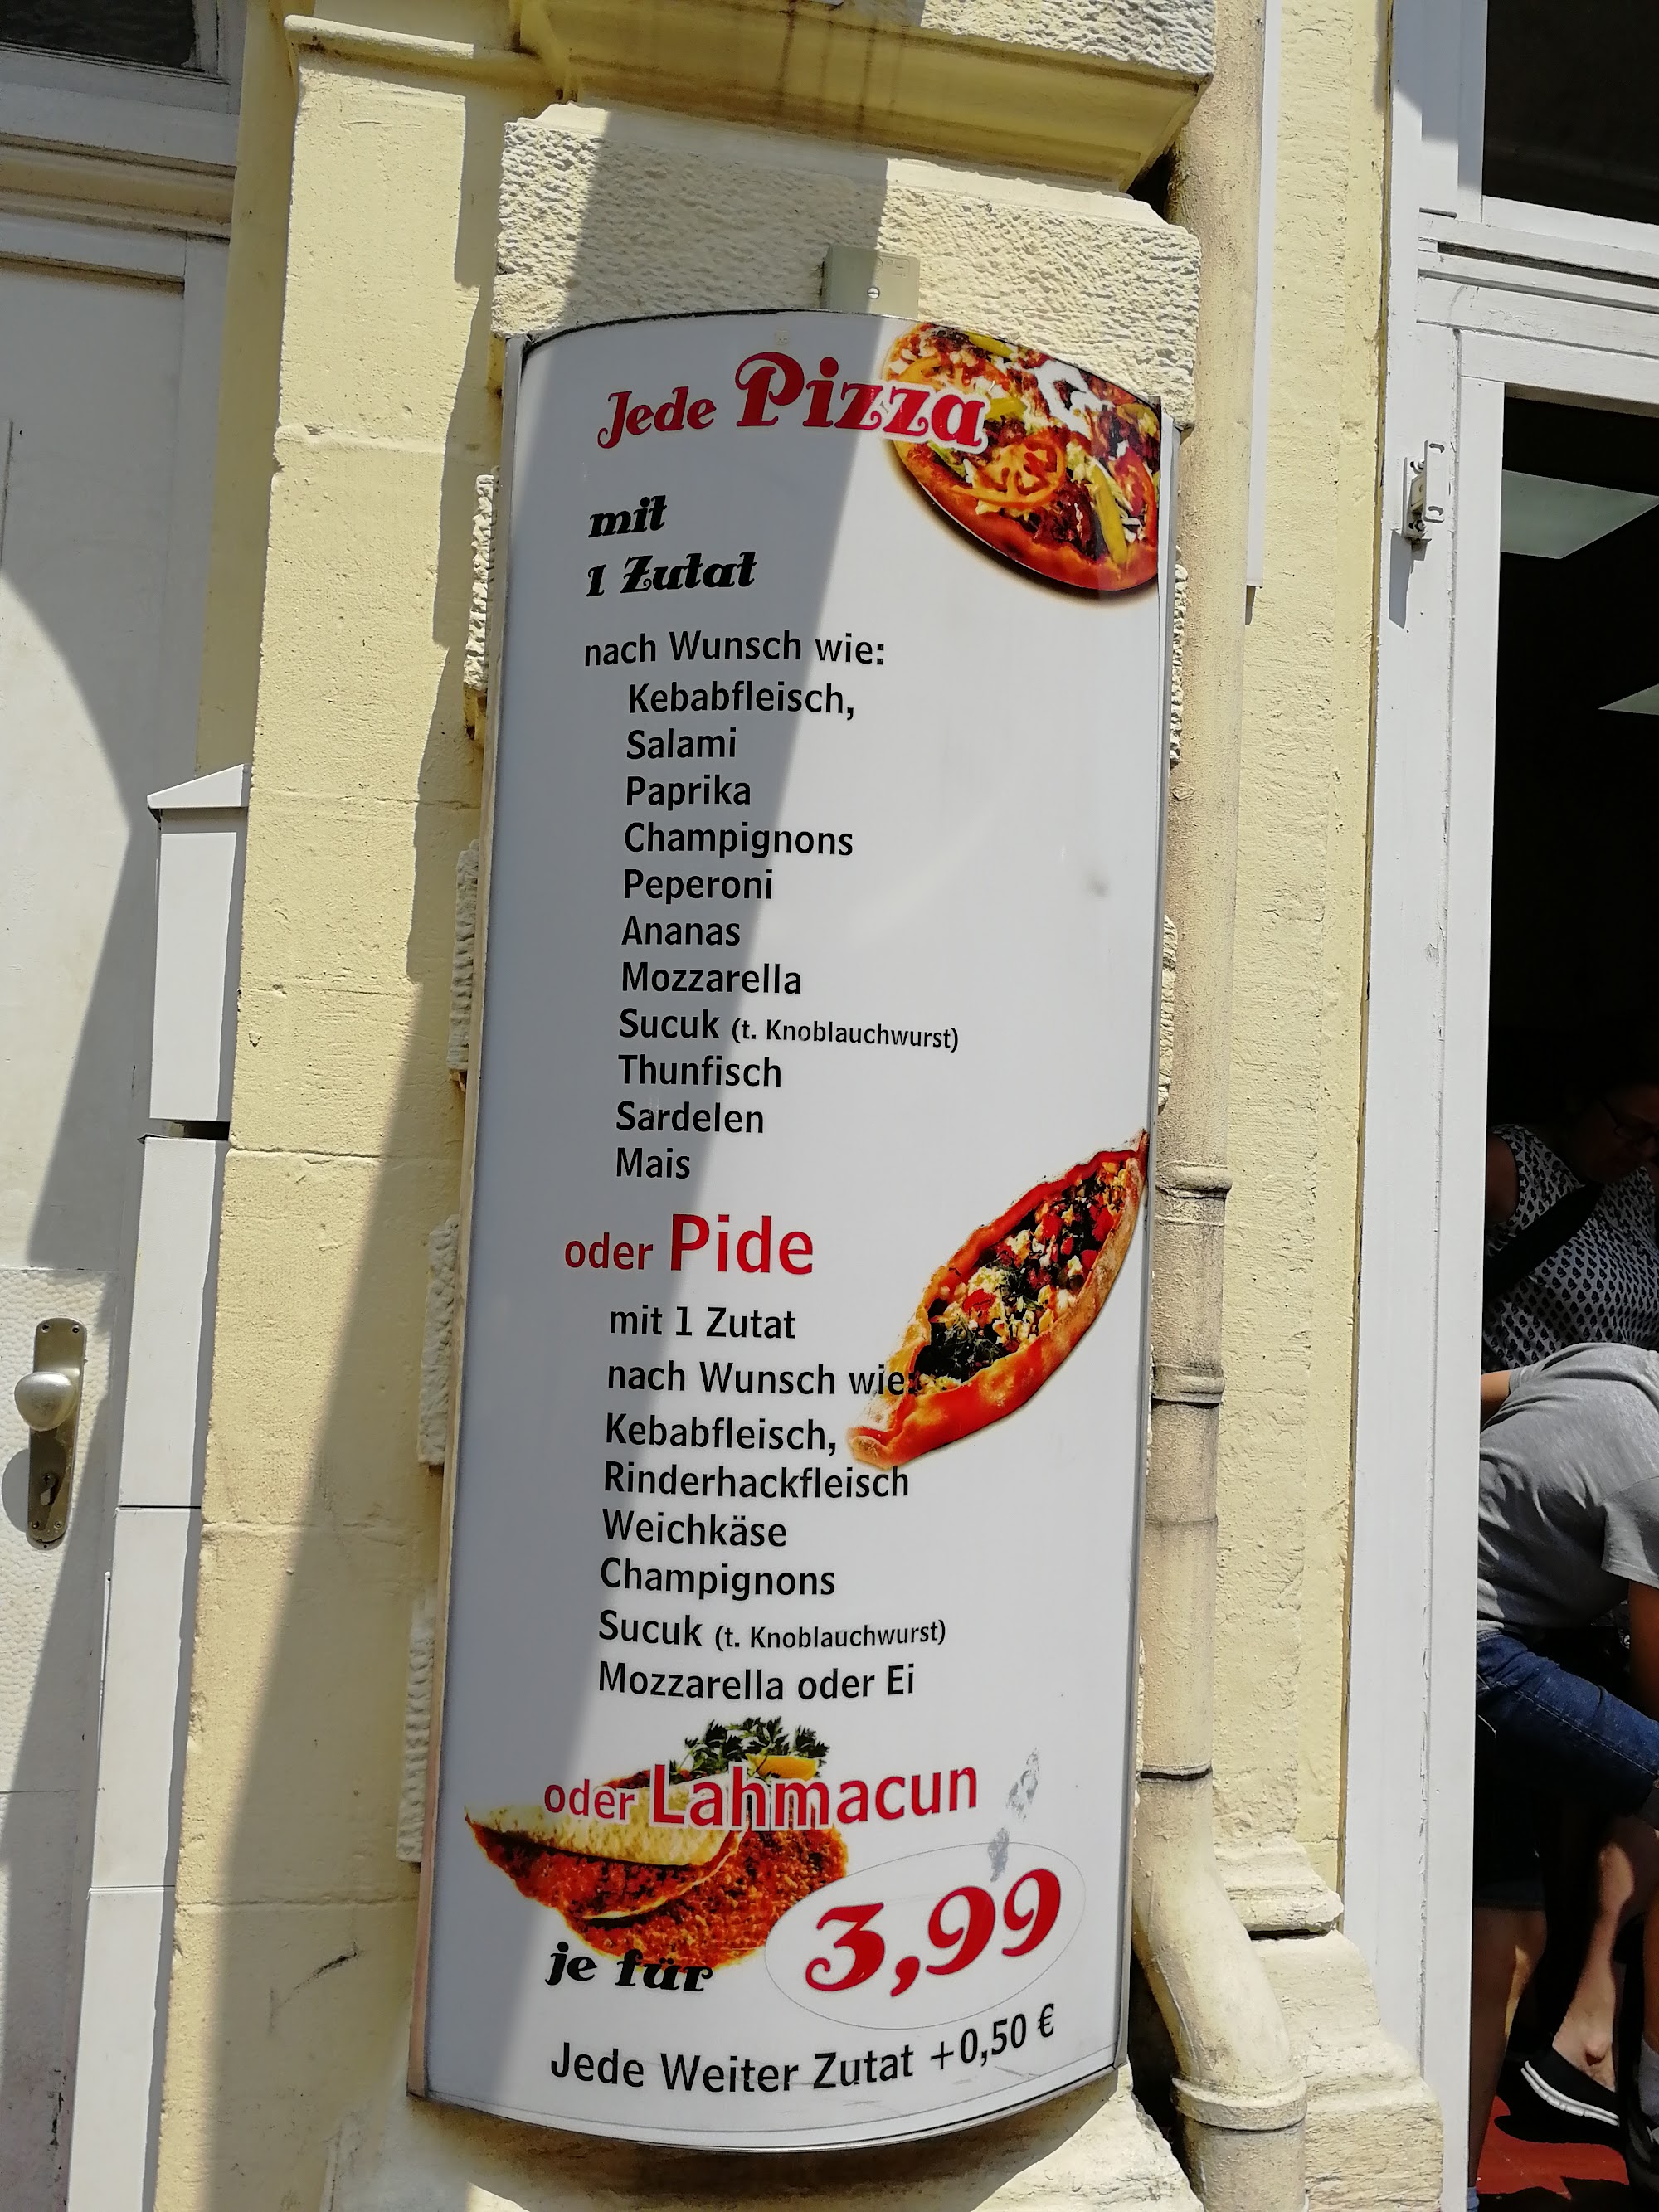 Jede Pizza
mit
1 Zutat
nach Wunsch wie:
Kebabfleisch,
Salami
Paprika
Champignons
Peperoni
Ananas
Mozzarella
Sucuk (t. Knoblauchwurst)
Thunfisch
Sardelen
Mais
oder Pide
mit 1 Zutat
nach Wunsch wie:
Kebabfleisch,
Rinderhackfleisch
Weichkäse
Champignons
Sucuk (t. Knoblauchwurst)
Mozzarella oder Ei
oder Lahmacun
je für 3,99
Jede Weiter Zutat +0,50 €